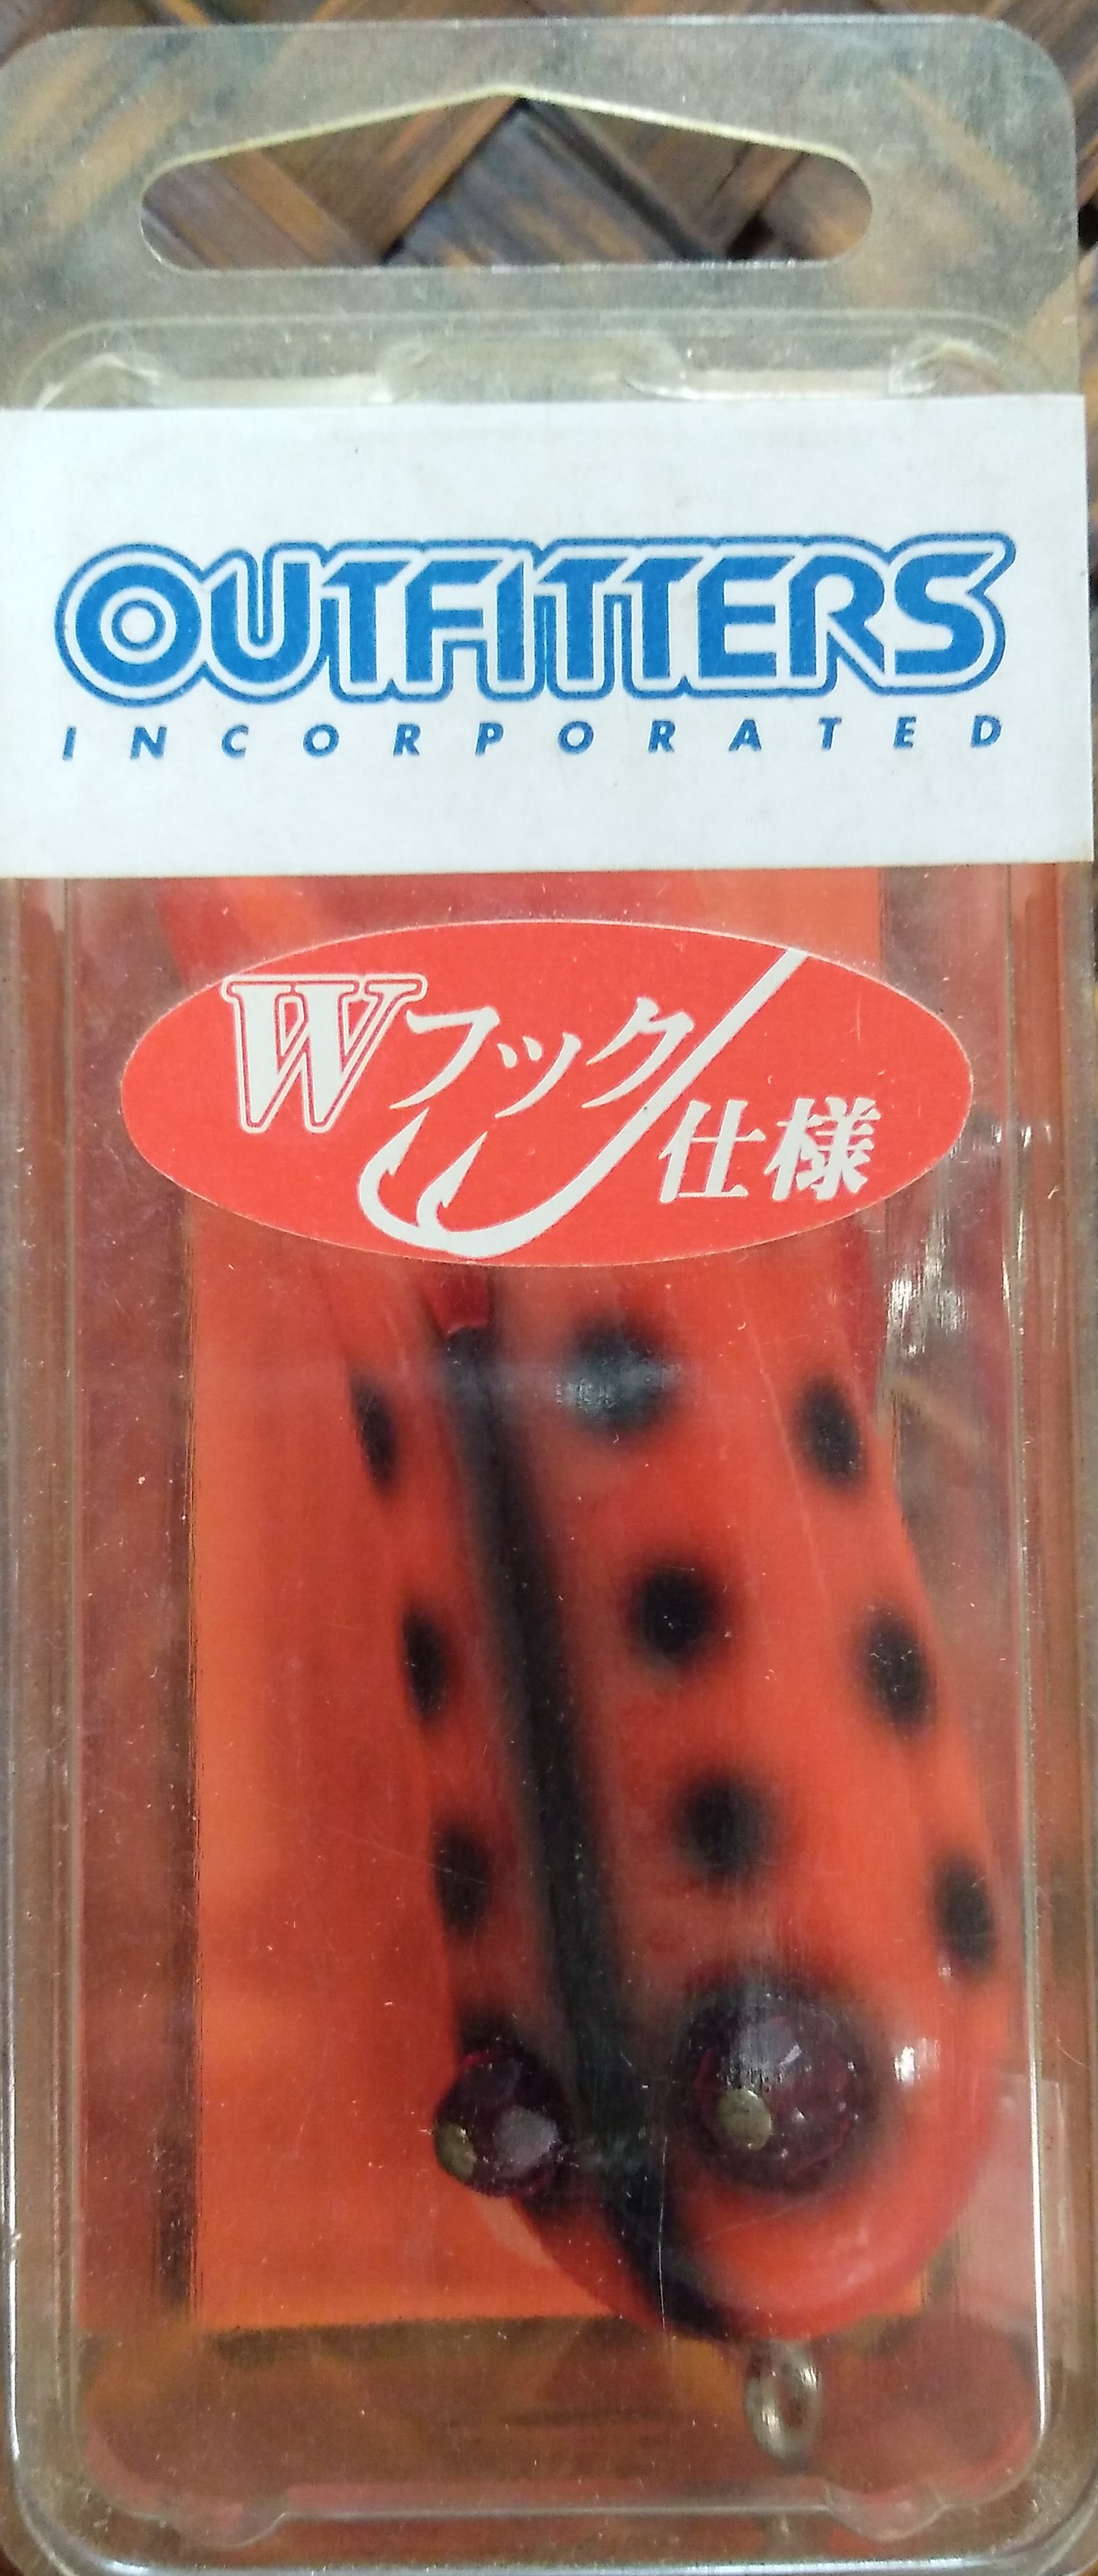 OUTFITTERS
INCORPORATED
Wフック
仕様